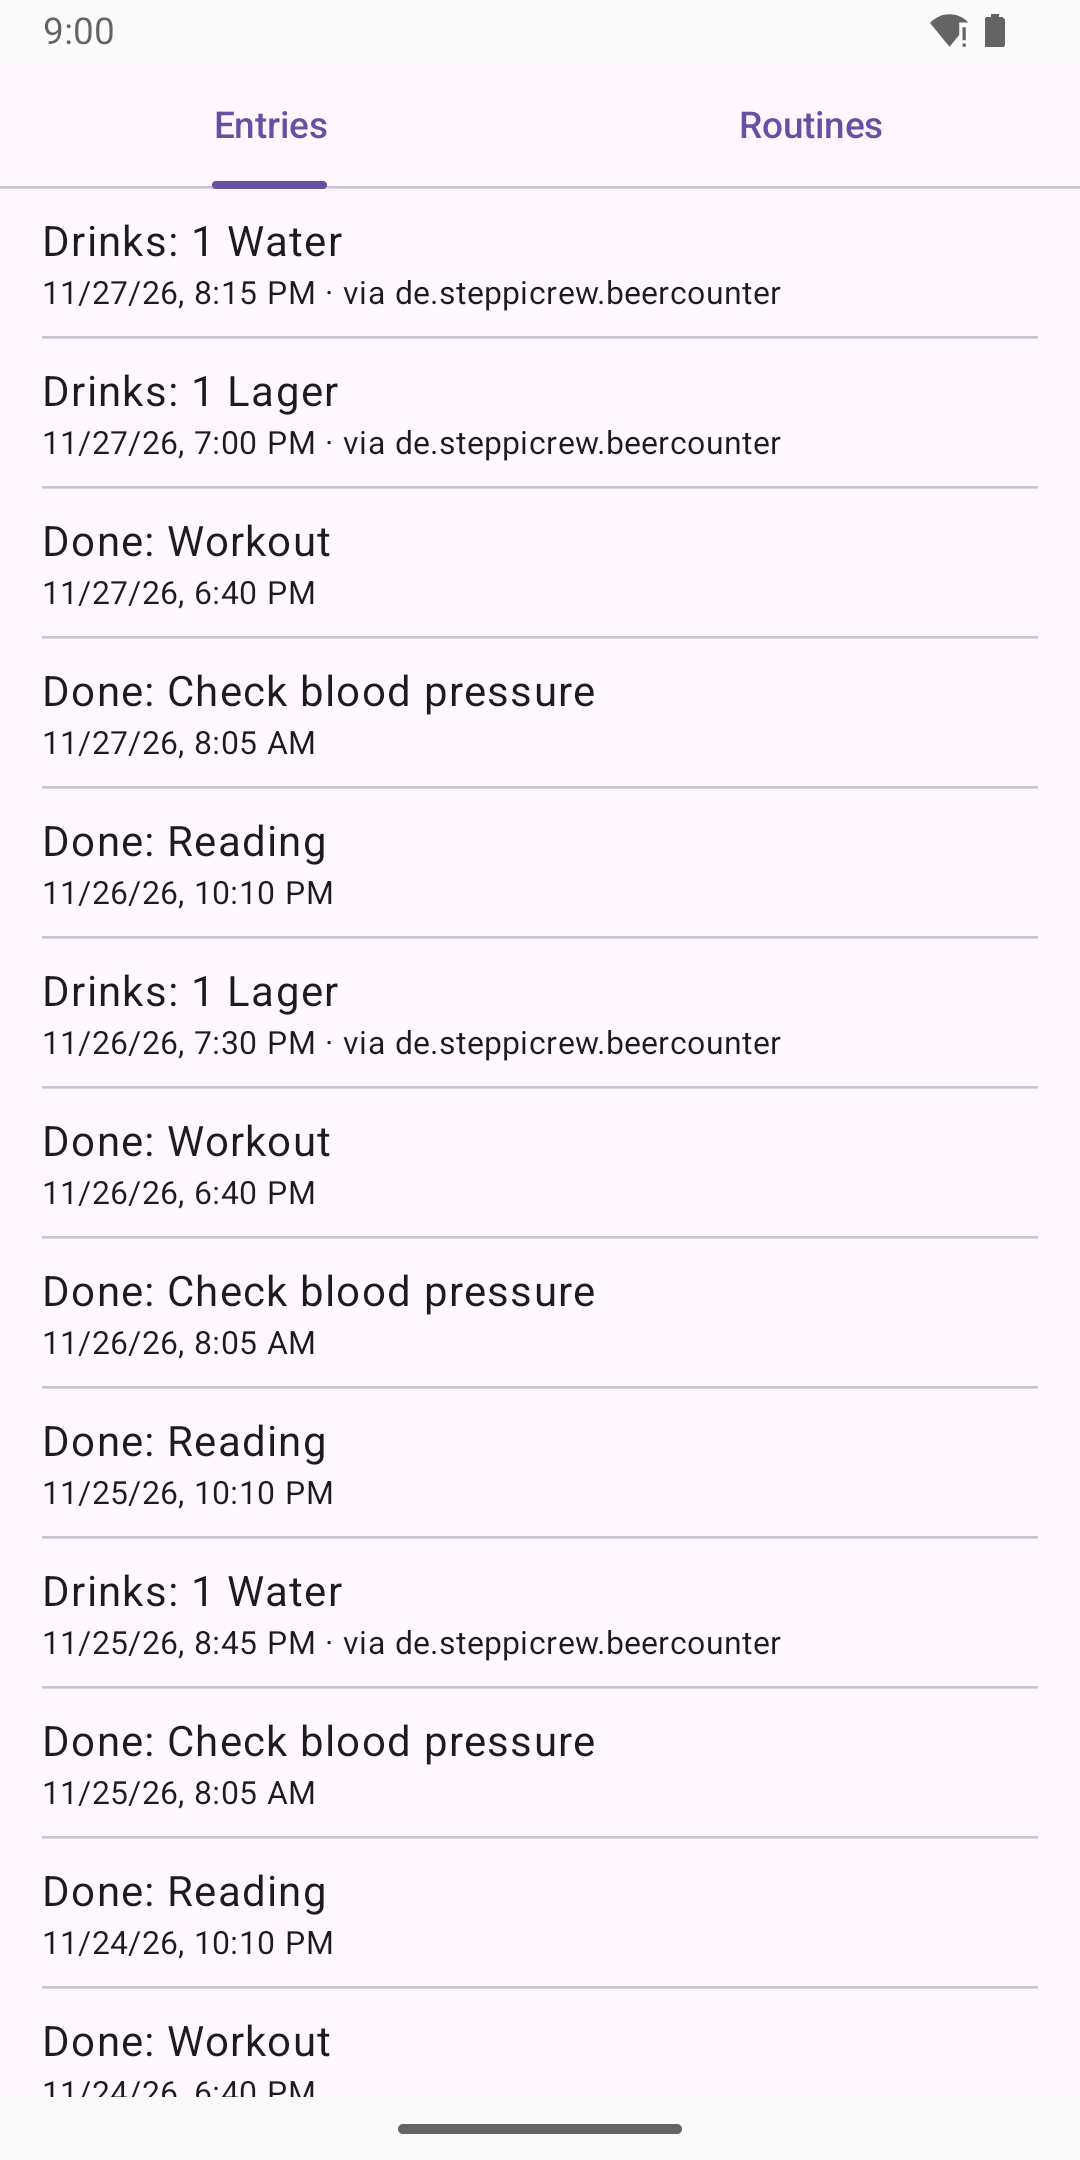 9:00
Entries
Routines
Drinks: 1 Water
11/27/26, 8:15 PM · via de.steppicrew.beercounter
Drinks: 1 Lager
11/27/26, 7:00 PM · via de.steppicrew.beercounter
Done: Workout
11/27/26, 6:40 PM
Done: Check blood pressure
11/27/26, 8:05 AM
Done: Reading
11/26/26, 10:10 PM
Drinks: 1 Lager
11/26/26, 7:30 PM · via de.steppicrew.beercounter
Done: Workout
11/26/26, 6:40 PM
Done: Check blood pressure
11/26/26, 8:05 AM
Done: Reading
11/25/26, 10:10 PM
Drinks: 1 Water
11/25/26, 8:45 PM · via de.steppicrew.beercounter
Done: Check blood pressure
11/25/26, 8:05 AM
Done: Reading
11/24/26, 10:10 PM
Done: Workout
11/24/26, 6:40 PM